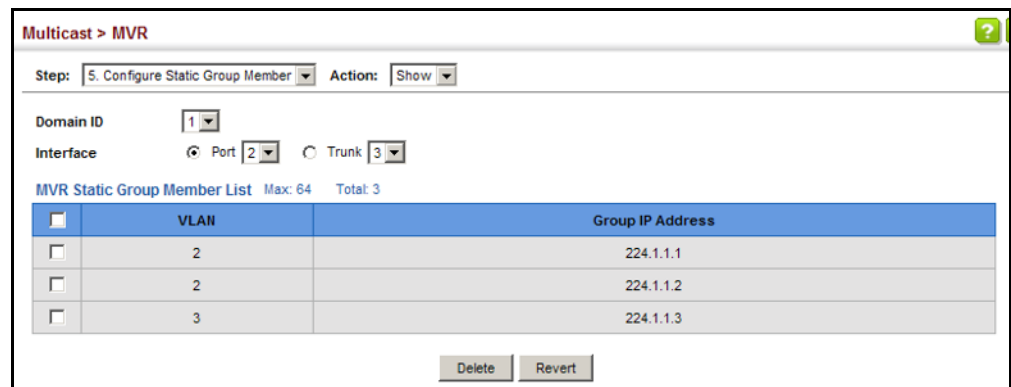 Multicast > MVR
?
Step: 5. Configure Static Group Member Action: Show
Domain ID 1
Interface Port 2 Trunk 3
MVR Static Group Member List Max: 64 Total: 3
VLAN Group IP Address
2 224.1.1.1
2 224.1.1.2
3 224.1.1.3
Delete Revert